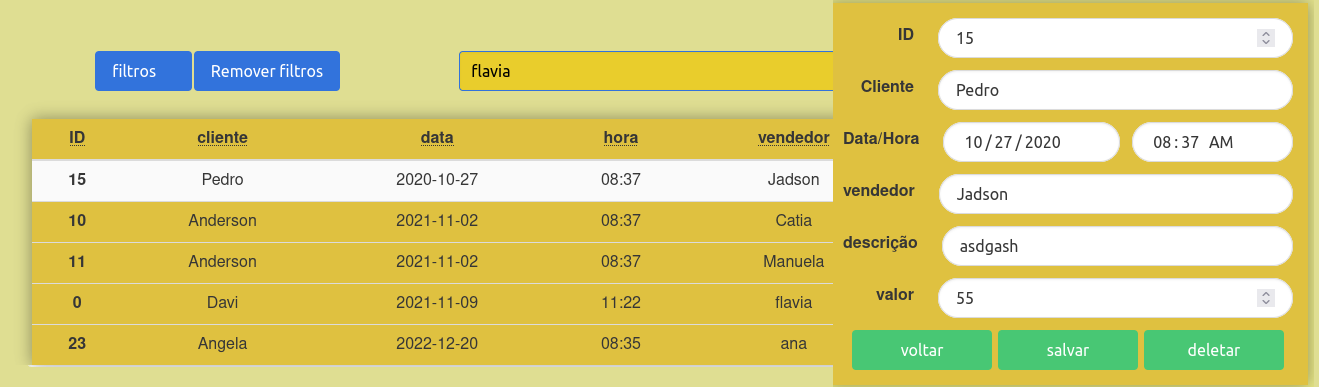 filtros Remover filtros flavia
ID cliente data hora vendedor
15 Pedro 2020-10-27 08:37 Jadson
10 Anderson 2021-11-02 08:37 Catia
11 Anderson 2021-11-02 08:37 Manuela
0 Davi 2021-11-09 11:22 flavia
23 Angela 2022-12-20 08:35 ana
ID 15
Cliente Pedro
Data/Hora 10/27/2020 08:37 AM
vendedor Jadson
descrição asdgash
valor 55
voltar salvar deletar